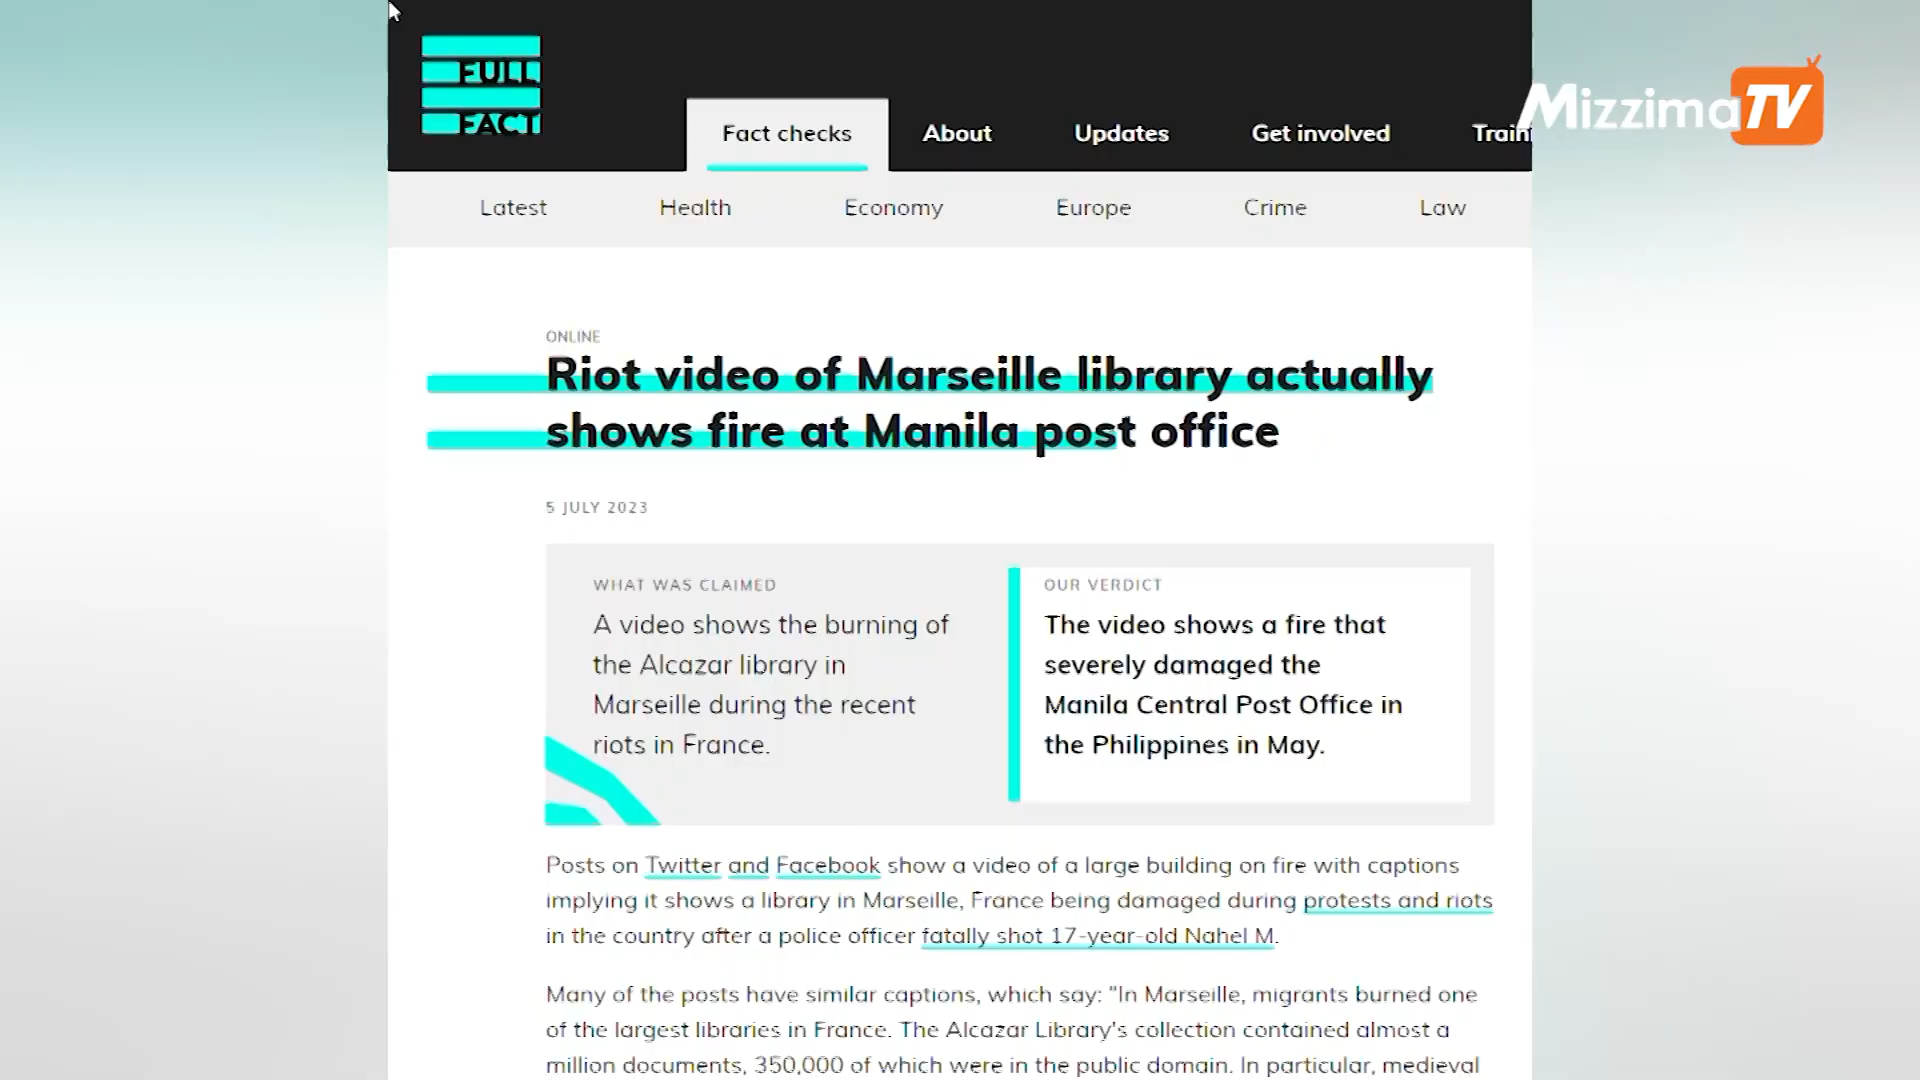 FULL
FACT
Fact checks
About
Updates
Get involved
Train
Mizzima TV
Latest
Health
Economy
Europe
Crime
Law
ONLINE
Riot video of Marseille library actually
shows fire at Manila post office
5 JULY 2023
WHAT WAS CLAIMED
A video shows the burning of
the Alcazar library in
Marseille during the recent
riots in France.
OUR VERDICT
The video shows a fire that
severely damaged the
Manila Central Post Office in
the Philippines in May.
Posts on Twitter and Facebook show a video of a large building on fire with captions
implying it shows a library in Marseille, France being damaged during protests and riots
in the country after a police officer fatally shot 17-year-old Nahel M.
Many of the posts have similar captions, which say: "In Marseille, migrants burned one
of the largest libraries in France. The Alcazar Library's collection contained almost a
million documents, 350,000 of which were in the public domain. In particular, medieval